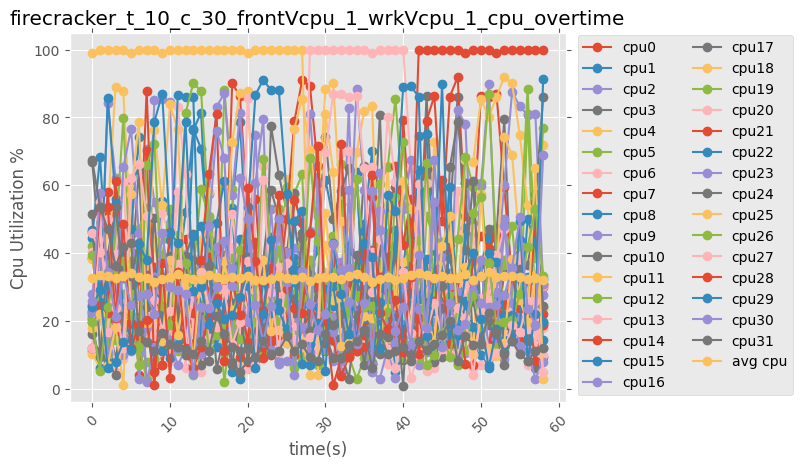 firecracker_t_10_c_30_frontVcpu_1_wrkVcpu_1_cpu_overtime
Cpu Utilization %
100
80
60
40
20
0
0
10
20
30
40
50
60
time(s)
cpu0
cpu1
cpu2
cpu3
cpu4
cpu5
cpu6
cpu7
cpu8
cpu9
cpu10
cpu11
cpu12
cpu13
cpu14
cpu15
cpu16
cpu17
cpu18
cpu19
cpu20
cpu21
cpu22
cpu23
cpu24
cpu25
cpu26
cpu27
cpu28
cpu29
cpu30
cpu31
avg cpu